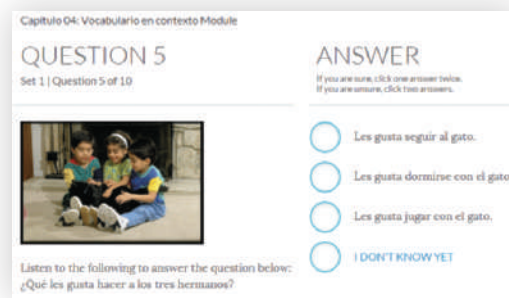 Capítulo 04: Vocabulario en contexto Module
QUESTION 5
Set 1 | Question 5 of 10
Listen to the following to answer the question below:
¿Qué les gusta hacer a los tres hermanos?
ANSWER
If you are sure, click one answer twice.
If you are unsure, click two answers.
Les gusta seguir al gato.
Les gusta dormirse con el gato
Les gusta jugar con el gato.
I DON'T KNOW YET